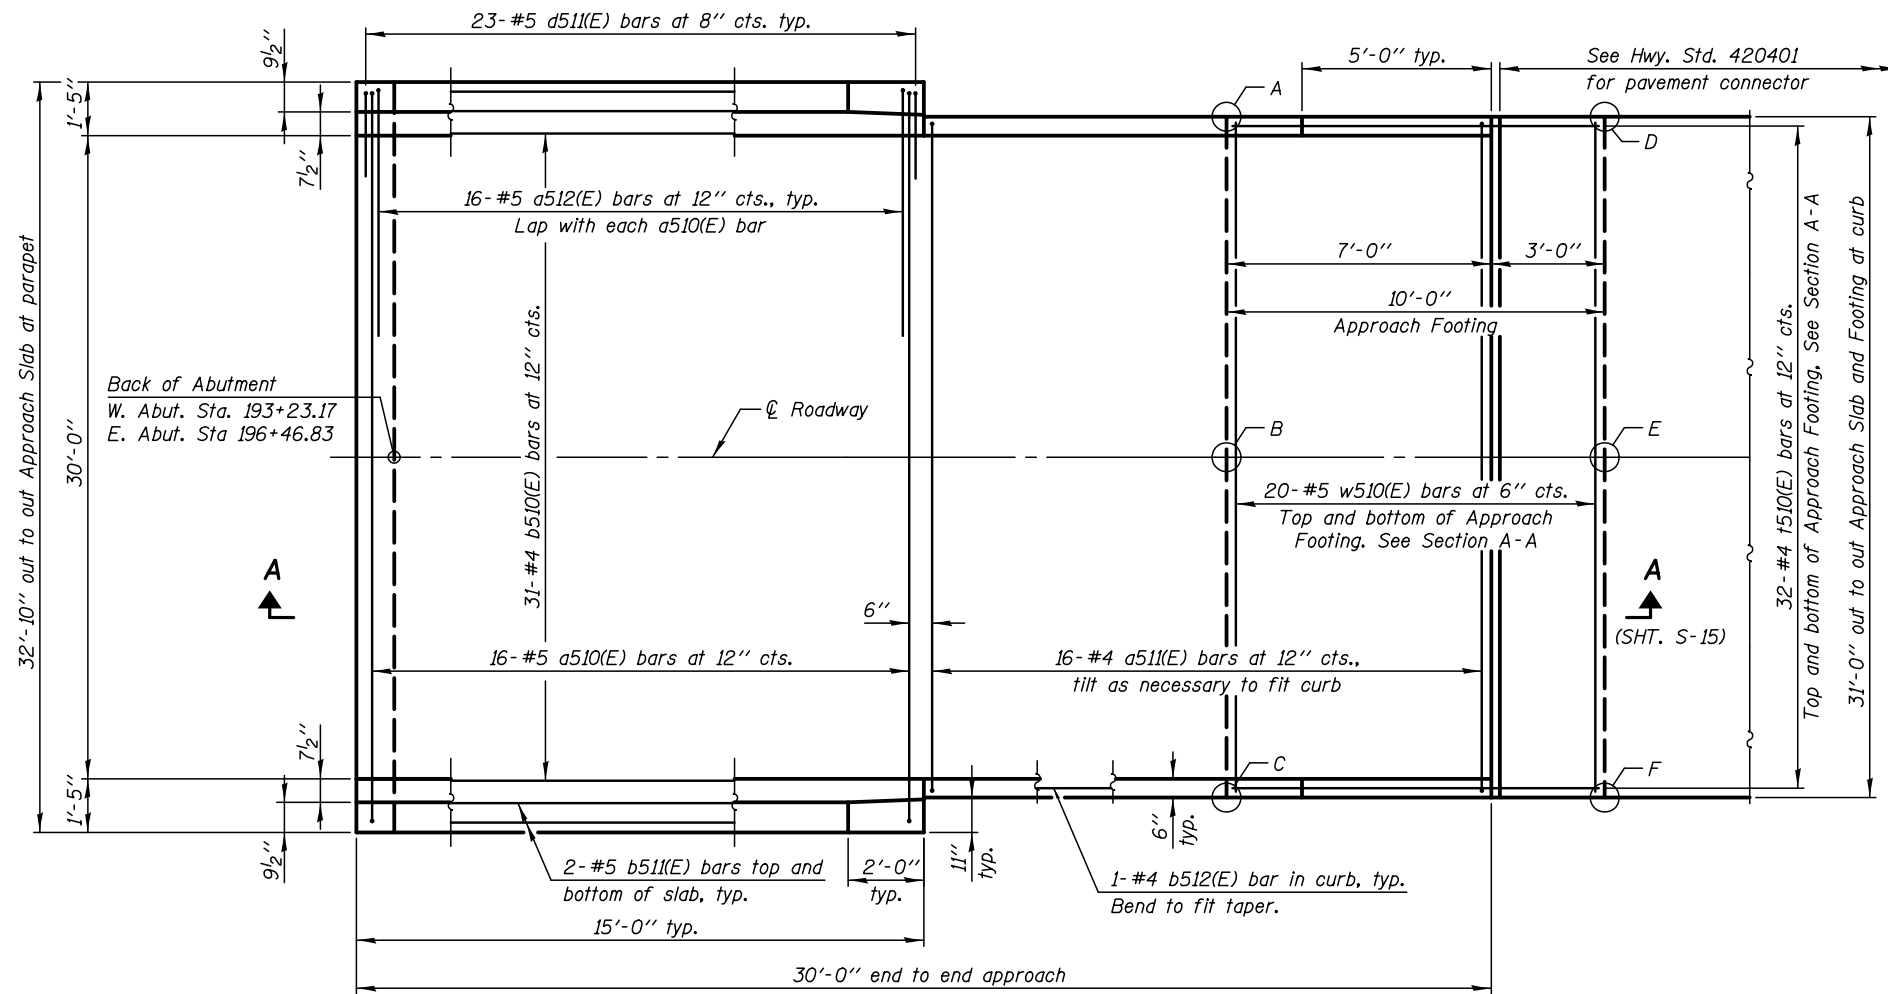 23-#5 d511(E) bars at 8" cts. typ.
9½"
1'-5"
7½"
5'-0" typ.
See Hwy. Std. 420401
for pavement connector
A
D
16-#5 a512(E) bars at 12" cts., typ.
Lap with each a510(E) bar
7'-0"
3'-0"
10'-0"
Approach Footing
32'-10" out to out Approach Slab at parapet
30'-0"
Back of Abutment
W. Abut. Sta. 193+23.17
E. Abut. Sta 196+46.83
31-#4 b510(E) bars at 12" cts.
℄ Roadway
B
E
20-#5 w510(E) bars at 6" cts.
Top and bottom of Approach
Footing. See Section A-A
32-#4 t510(E) bars at 12" cts.
Top and bottom of Approach Footing, See Section A-A
31'-0" out to out Approach Slab and Footing at curb
A
A
(SHT. S-15)
6"
16-#5 a510(E) bars at 12" cts.
16-#4 a511(E) bars at 12" cts.,
tilt as necessary to fit curb
7½"
1'-5"
9½"
C
F
2-#5 b511(E) bars top and
bottom of slab, typ.
2'-0"
typ.
11"
typ.
6"
typ.
1-#4 b512(E) bar in curb, typ.
Bend to fit taper.
15'-0" typ.
30'-0" end to end approach